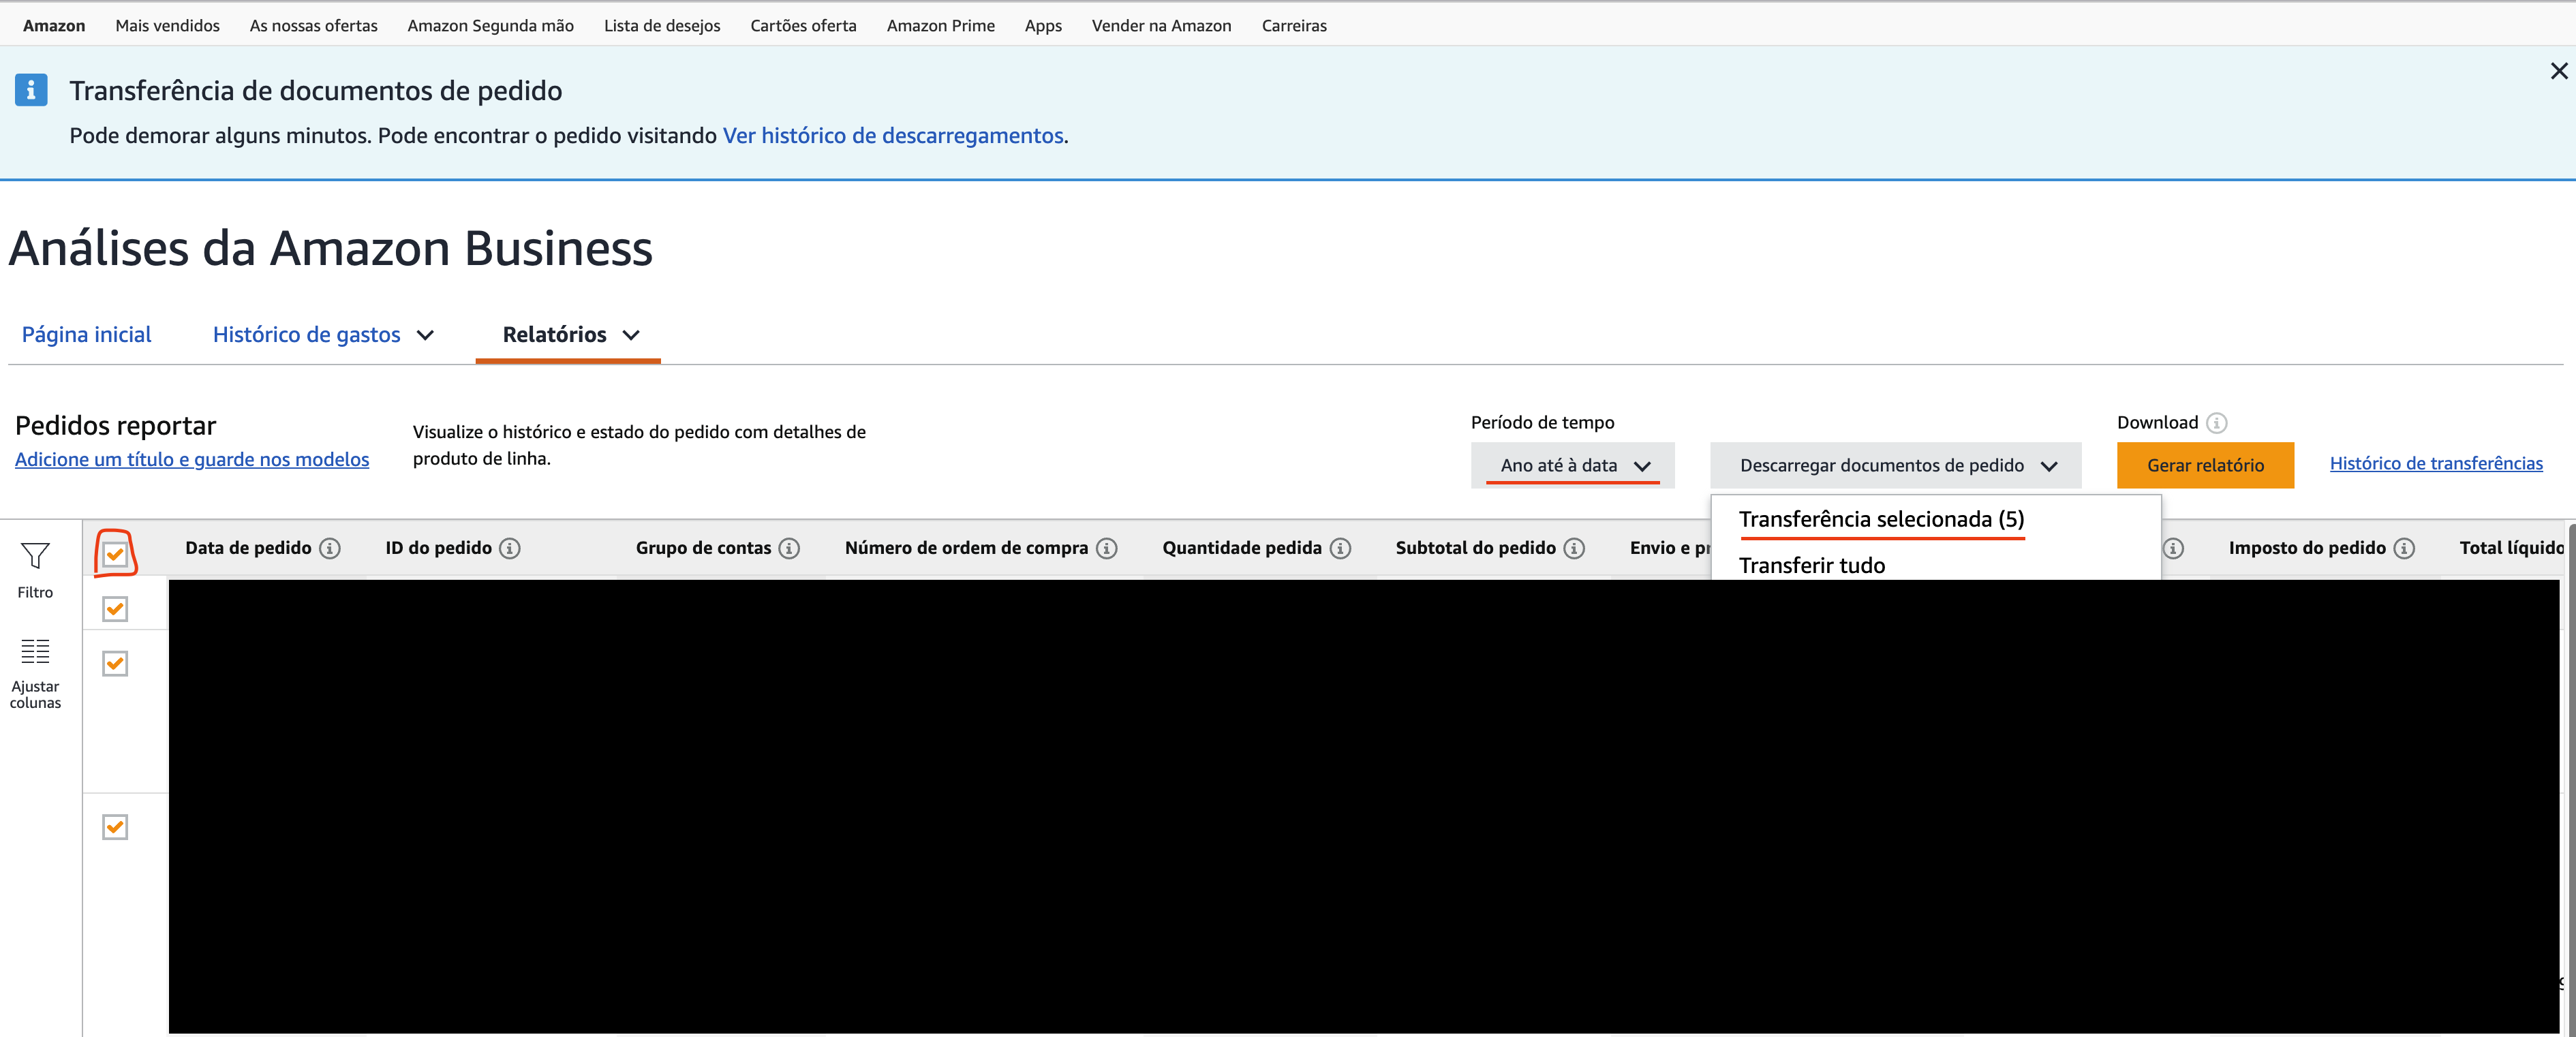 Amazon Mais vendidos As nossas ofertas Amazon Segunda mão Lista de desejos Cartões oferta Amazon Prime Apps Vender na Amazon Carreiras
Transferência de documentos de pedido
Pode demorar alguns minutos. Pode encontrar o pedido visitando Ver histórico de descarregamentos.
Análises da Amazon Business
Página inicial Histórico de gastos Relatórios
Pedidos reportar
Adicione um título e guarde nos modelos
Visualize o histórico e estado do pedido com detalhes de
produto de linha.
Período de tempo
Ano até à data
Descarregar documentos de pedido
Download
Gerar relatório
Histórico de transferências
Transferência selecionada (5)
Transferir tudo
Filtro
Ajustar
colunas
Data de pedido ID do pedido Grupo de contas Número de ordem de compra Quantidade pedida Subtotal do pedido Envio e Imposto do pedido Total líquido